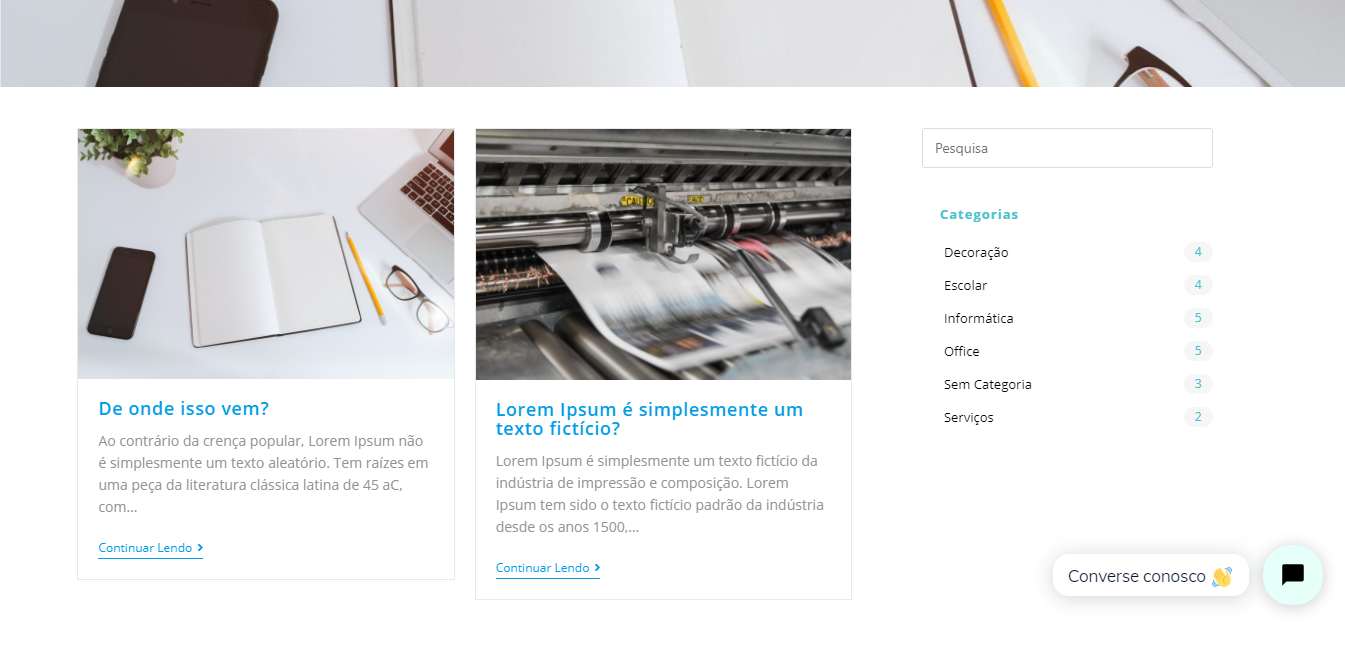 De onde isso vem?
Ao contrário da crença popular, Lorem Ipsum não
é simplesmente um texto aleatório. Tem raízes em
uma peça da literatura clássica latina de 45 aC,
com...
Continuar Lendo
Lorem Ipsum é simplesmente um
texto fictício?
Lorem Ipsum é simplesmente um texto fictício da
indústria de impressão e composição. Lorem
Ipsum tem sido o texto fictício padrão da indústria
desde os anos 1500,...
Continuar Lendo
Pesquisa
Categorias
Decoração 4
Escolar 4
Informática 5
Office 5
Sem Categoria 3
Serviços 2
Converse conosco 👋